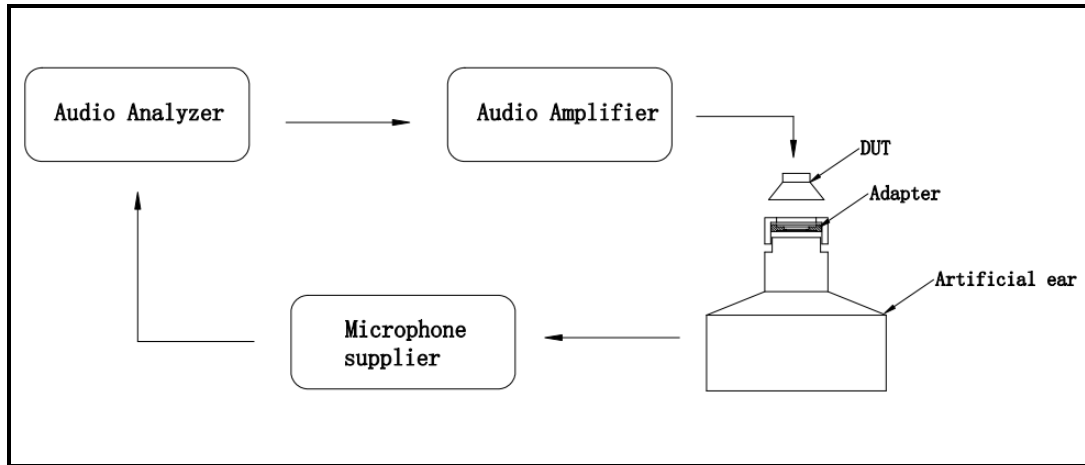 Audio Analyzer
Audio Amplifier
DUT
Adapter
Artificial ear
Microphone
supplier